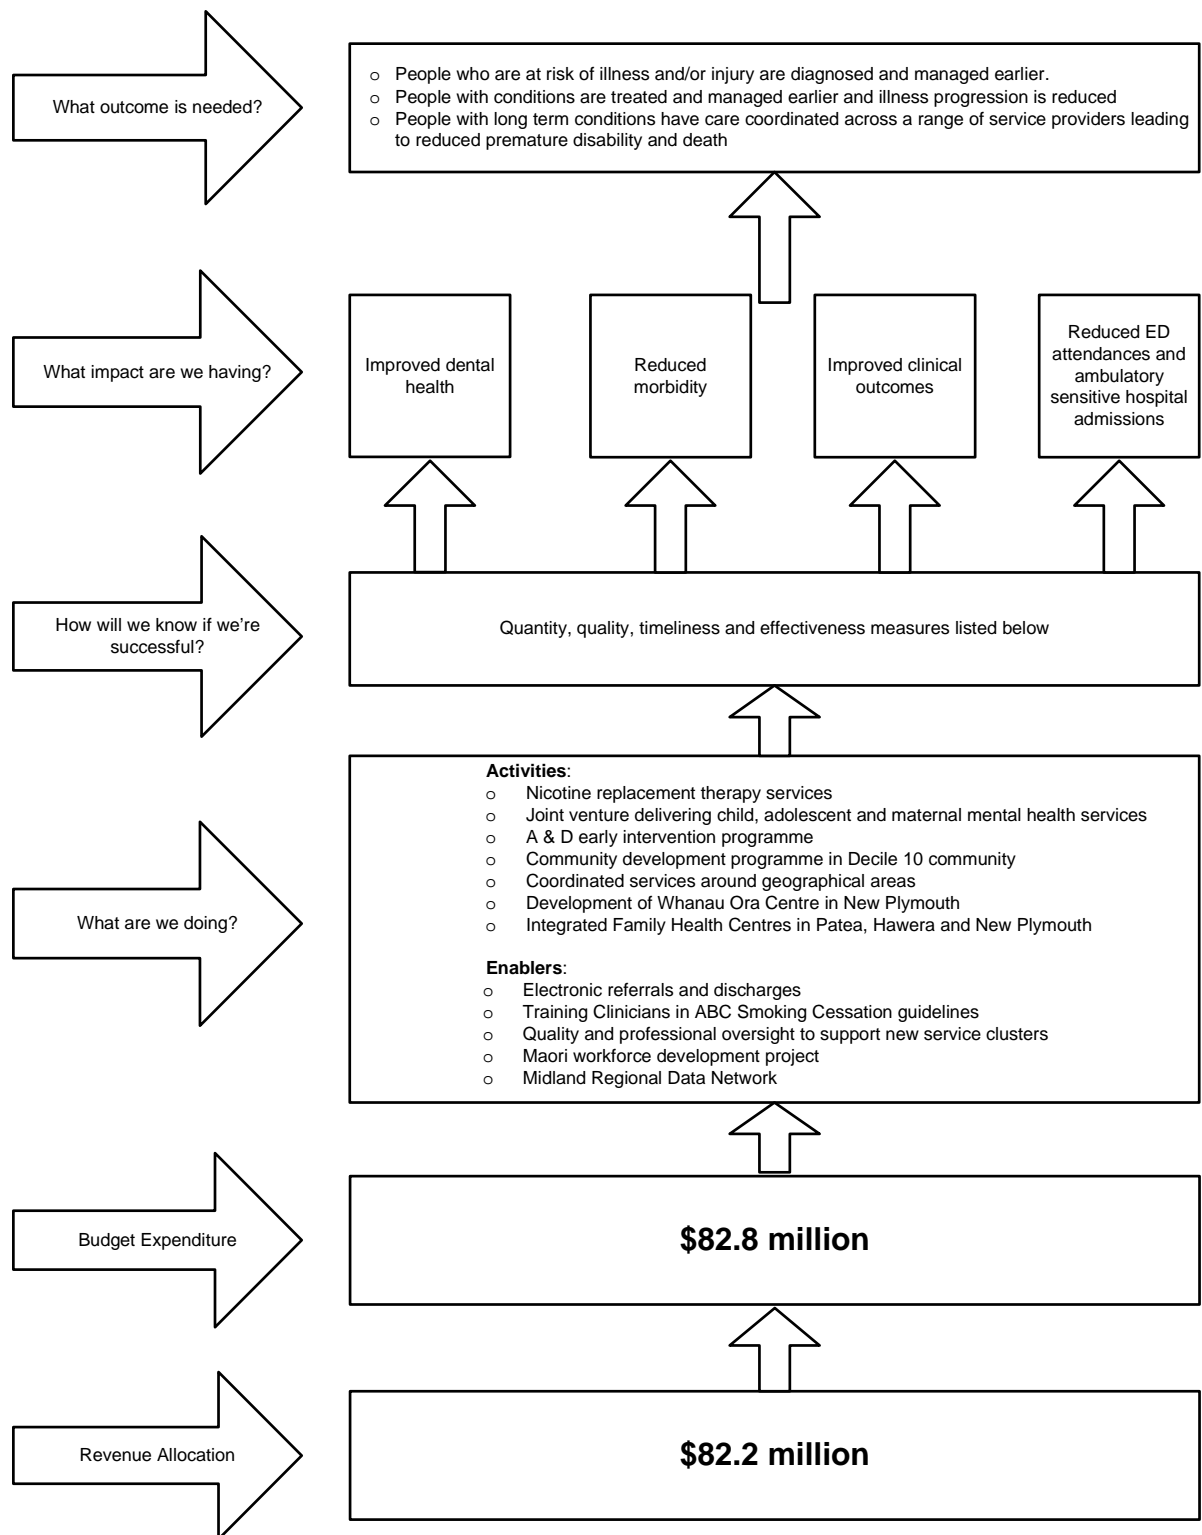 What outcome is needed?
o People who are at risk of illness and/or injury are diagnosed and managed earlier.
o People with conditions are treated and managed earlier and illness progression is reduced
o People with long term conditions have care coordinated across a range of service providers leading
to reduced premature disability and death
What impact are we having?
Improved dental
health
Reduced
morbidity
Improved clinical
outcomes
Reduced ED
attendances and
ambulatory
sensitive hospital
admissions
How will we know if we’re
successful?
Quantity, quality, timeliness and effectiveness measures listed below
What are we doing?
Activities:
o Nicotine replacement therapy services
o Joint venture delivering child, adolescent and maternal mental health services
o A & D early intervention programme
o Community development programme in Decile 10 community
o Coordinated services around geographical areas
o Development of Whanau Ora Centre in New Plymouth
o Integrated Family Health Centres in Patea, Hawera and New Plymouth
Enablers:
o Electronic referrals and discharges
o Training Clinicians in ABC Smoking Cessation guidelines
o Quality and professional oversight to support new service clusters
o Maori workforce development project
o Midland Regional Data Network
Budget Expenditure
$82.8 million
Revenue Allocation
$82.2 million